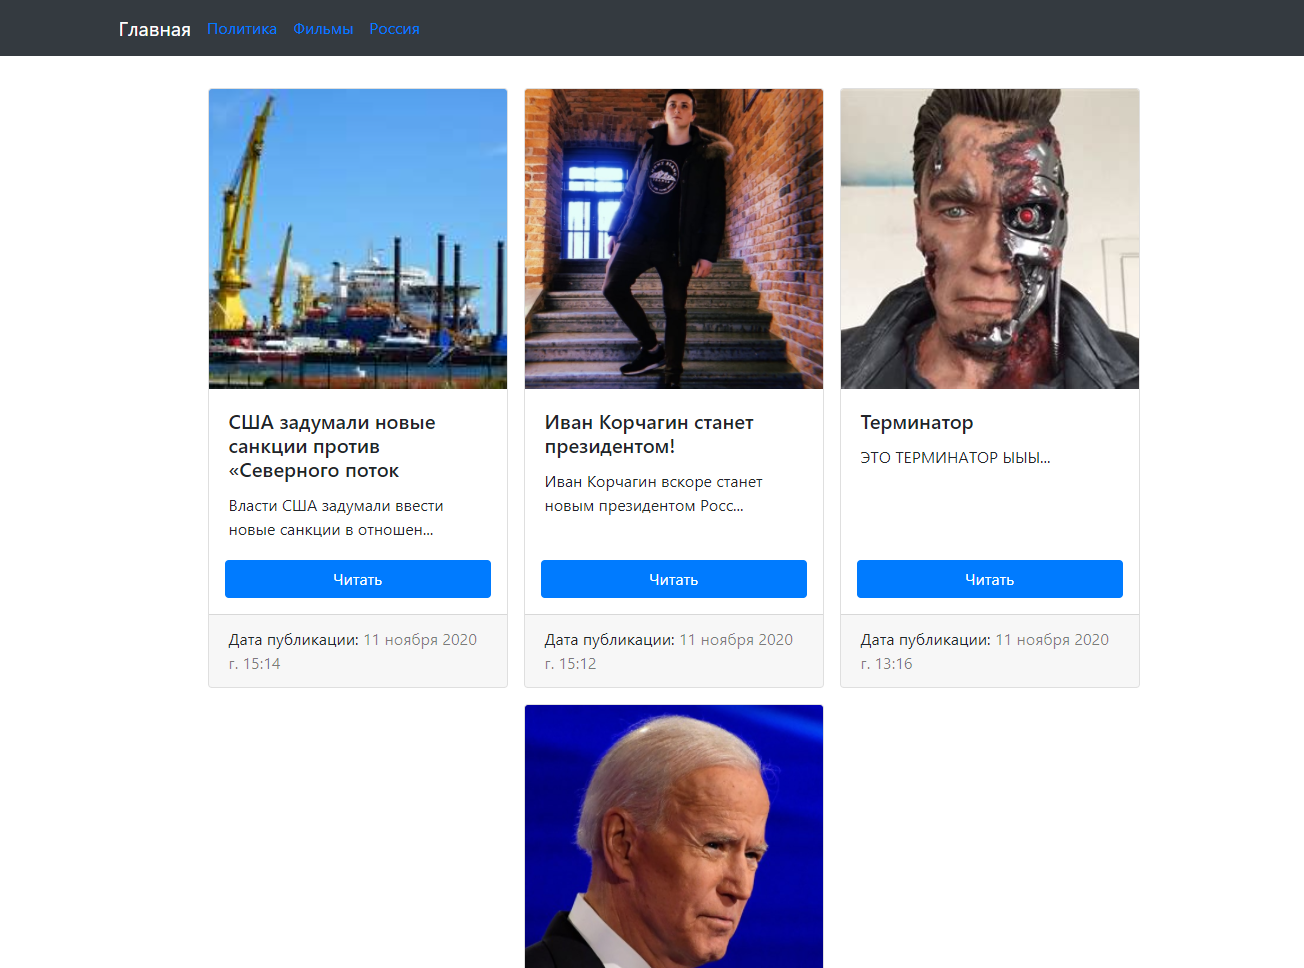 Главная Политика Фильмы Россия
США задумали новые
санкции против
«Северного поток
Власти США задумали ввести
новые санкции в отношен...
Читать
Дата публикации: 11 ноября 2020
г. 15:14
Иван Корчагин станет
президентом!
Иван Корчагин вскоре станет
новым президентом Росс...
Читать
Дата публикации: 11 ноября 2020
г. 15:12
Терминатор
ЭТО ТЕРМИНАТОР ЫЫЫ...
Читать
Дата публикации: 11 ноября 2020
г. 13:16